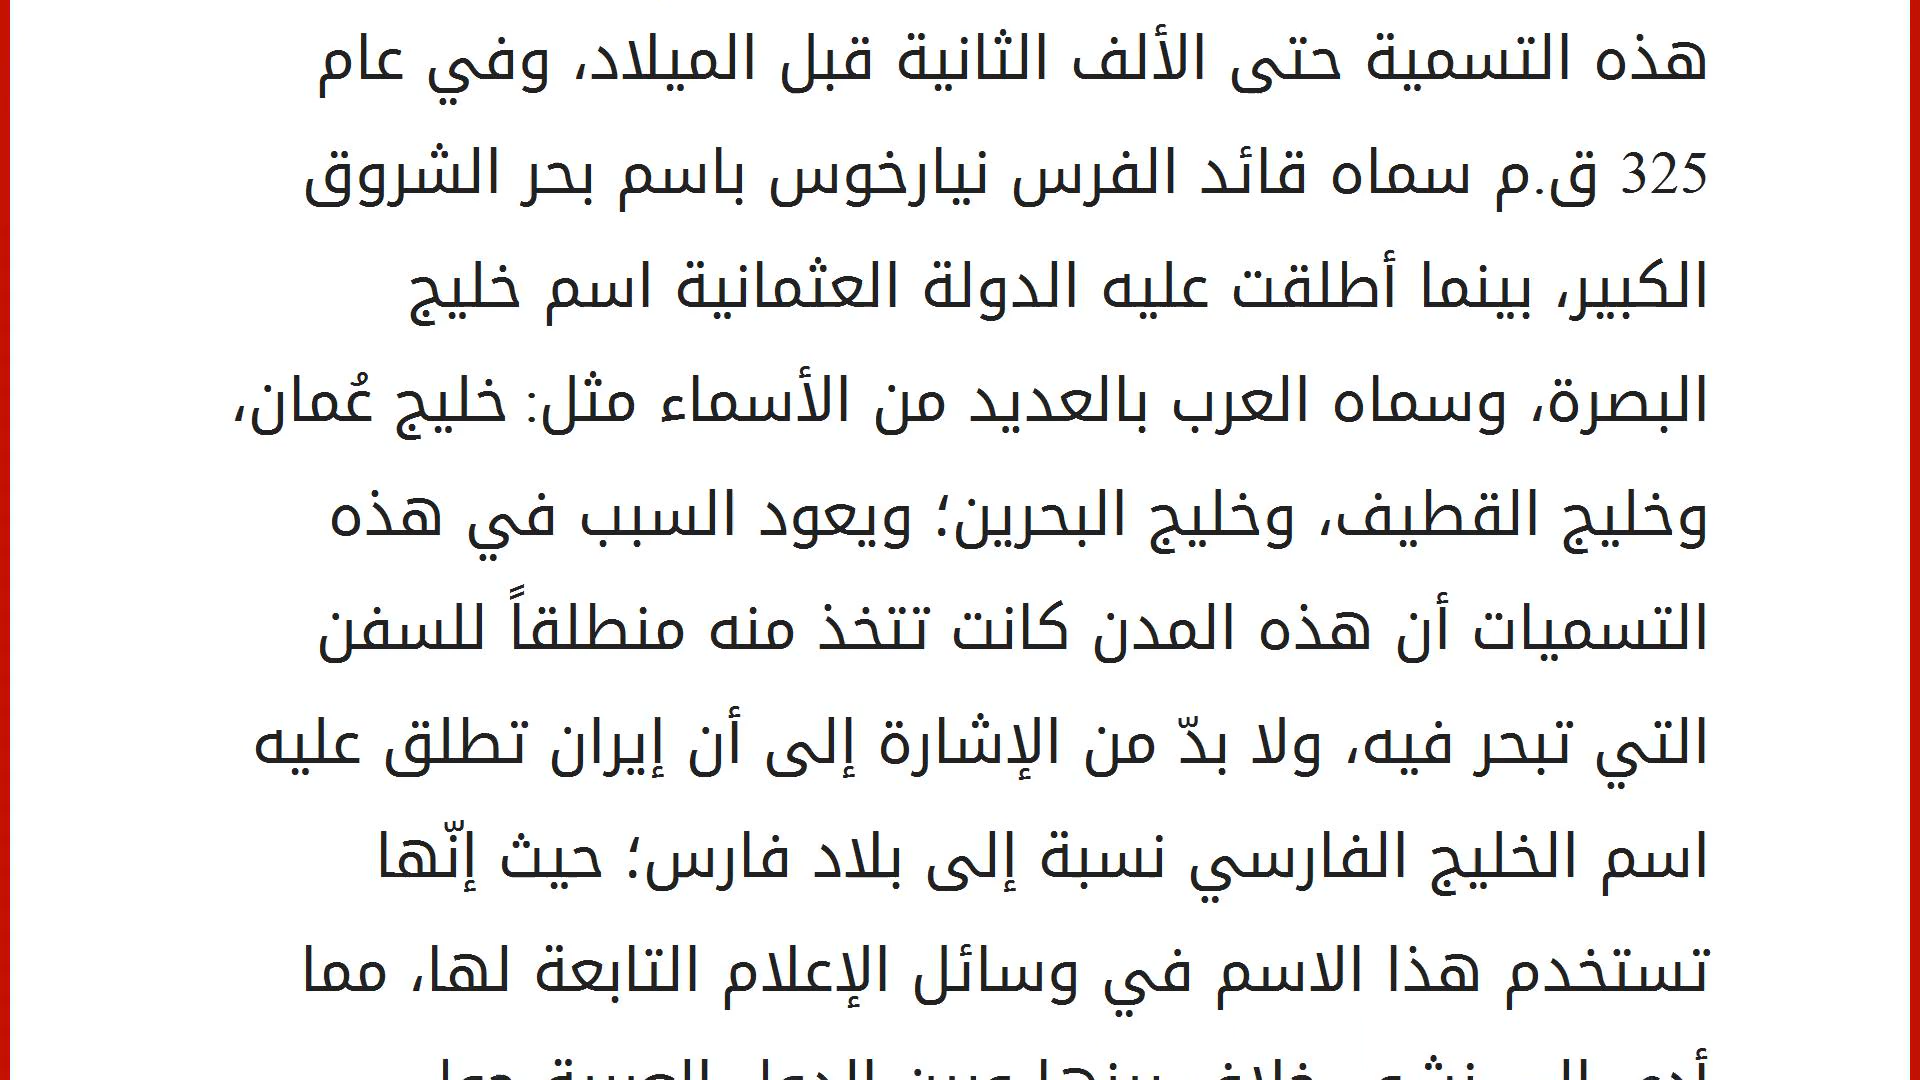 هذه التسمية حتى الألف الثانية قبل الميلاد، وفي عام
325 ق.م سماه قائد الفرس نيارخوس باسم بحر الشروق
الكبير، بينما أطلقت عليه الدولة العثمانية اسم خليج
البصرة، وسماه العرب بالعديد من الأسماء مثل: خليج عُمان،
وخليج القطيف، وخليج البحرين؛ ويعود السبب في هذه
التسميات أن هذه المدن كانت تتخذ منه منطلقاً للسفن
التي تبحر فيه، ولا بدّ من الإشارة إلى أن إيران تطلق عليه
اسم الخليج الفارسي نسبة إلى بلاد فارس؛ حيث إنّها
تستخدم هذا الاسم في وسائل الإعلام التابعة لها، مما